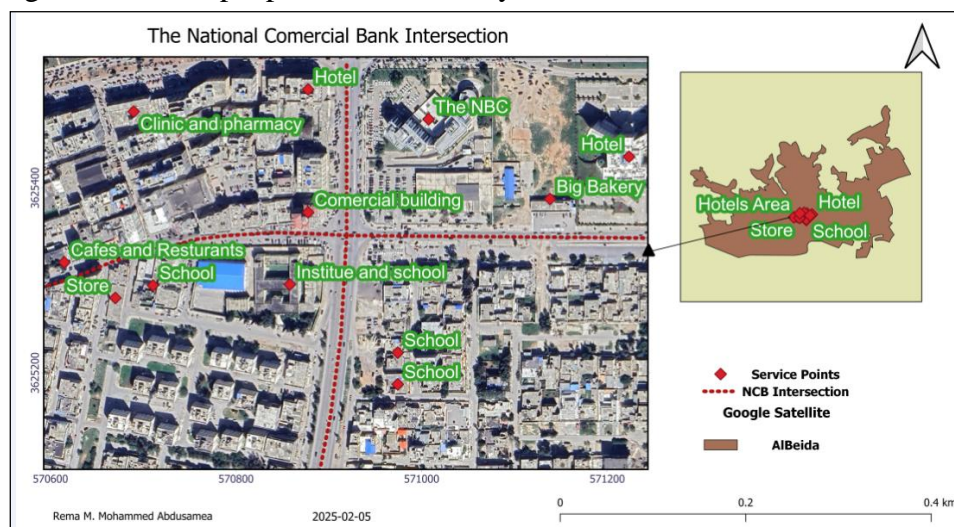 The National Comercial Bank Intersection
Hotel
The NBC
Clinic and pharmacy
Hotel
Big Bakery
Comercial building
Cafes and Resturants
School
Institue and school
Store
School
School
3625400
3625200
570600
570800
571000
571200
Hotels Area
Hotel
Store
School
Service Points
NCB Intersection
Google Satellite
AlBeida
0
0.2
0.4 km
Rema M. Mohammed Abdusamea
2025-02-05